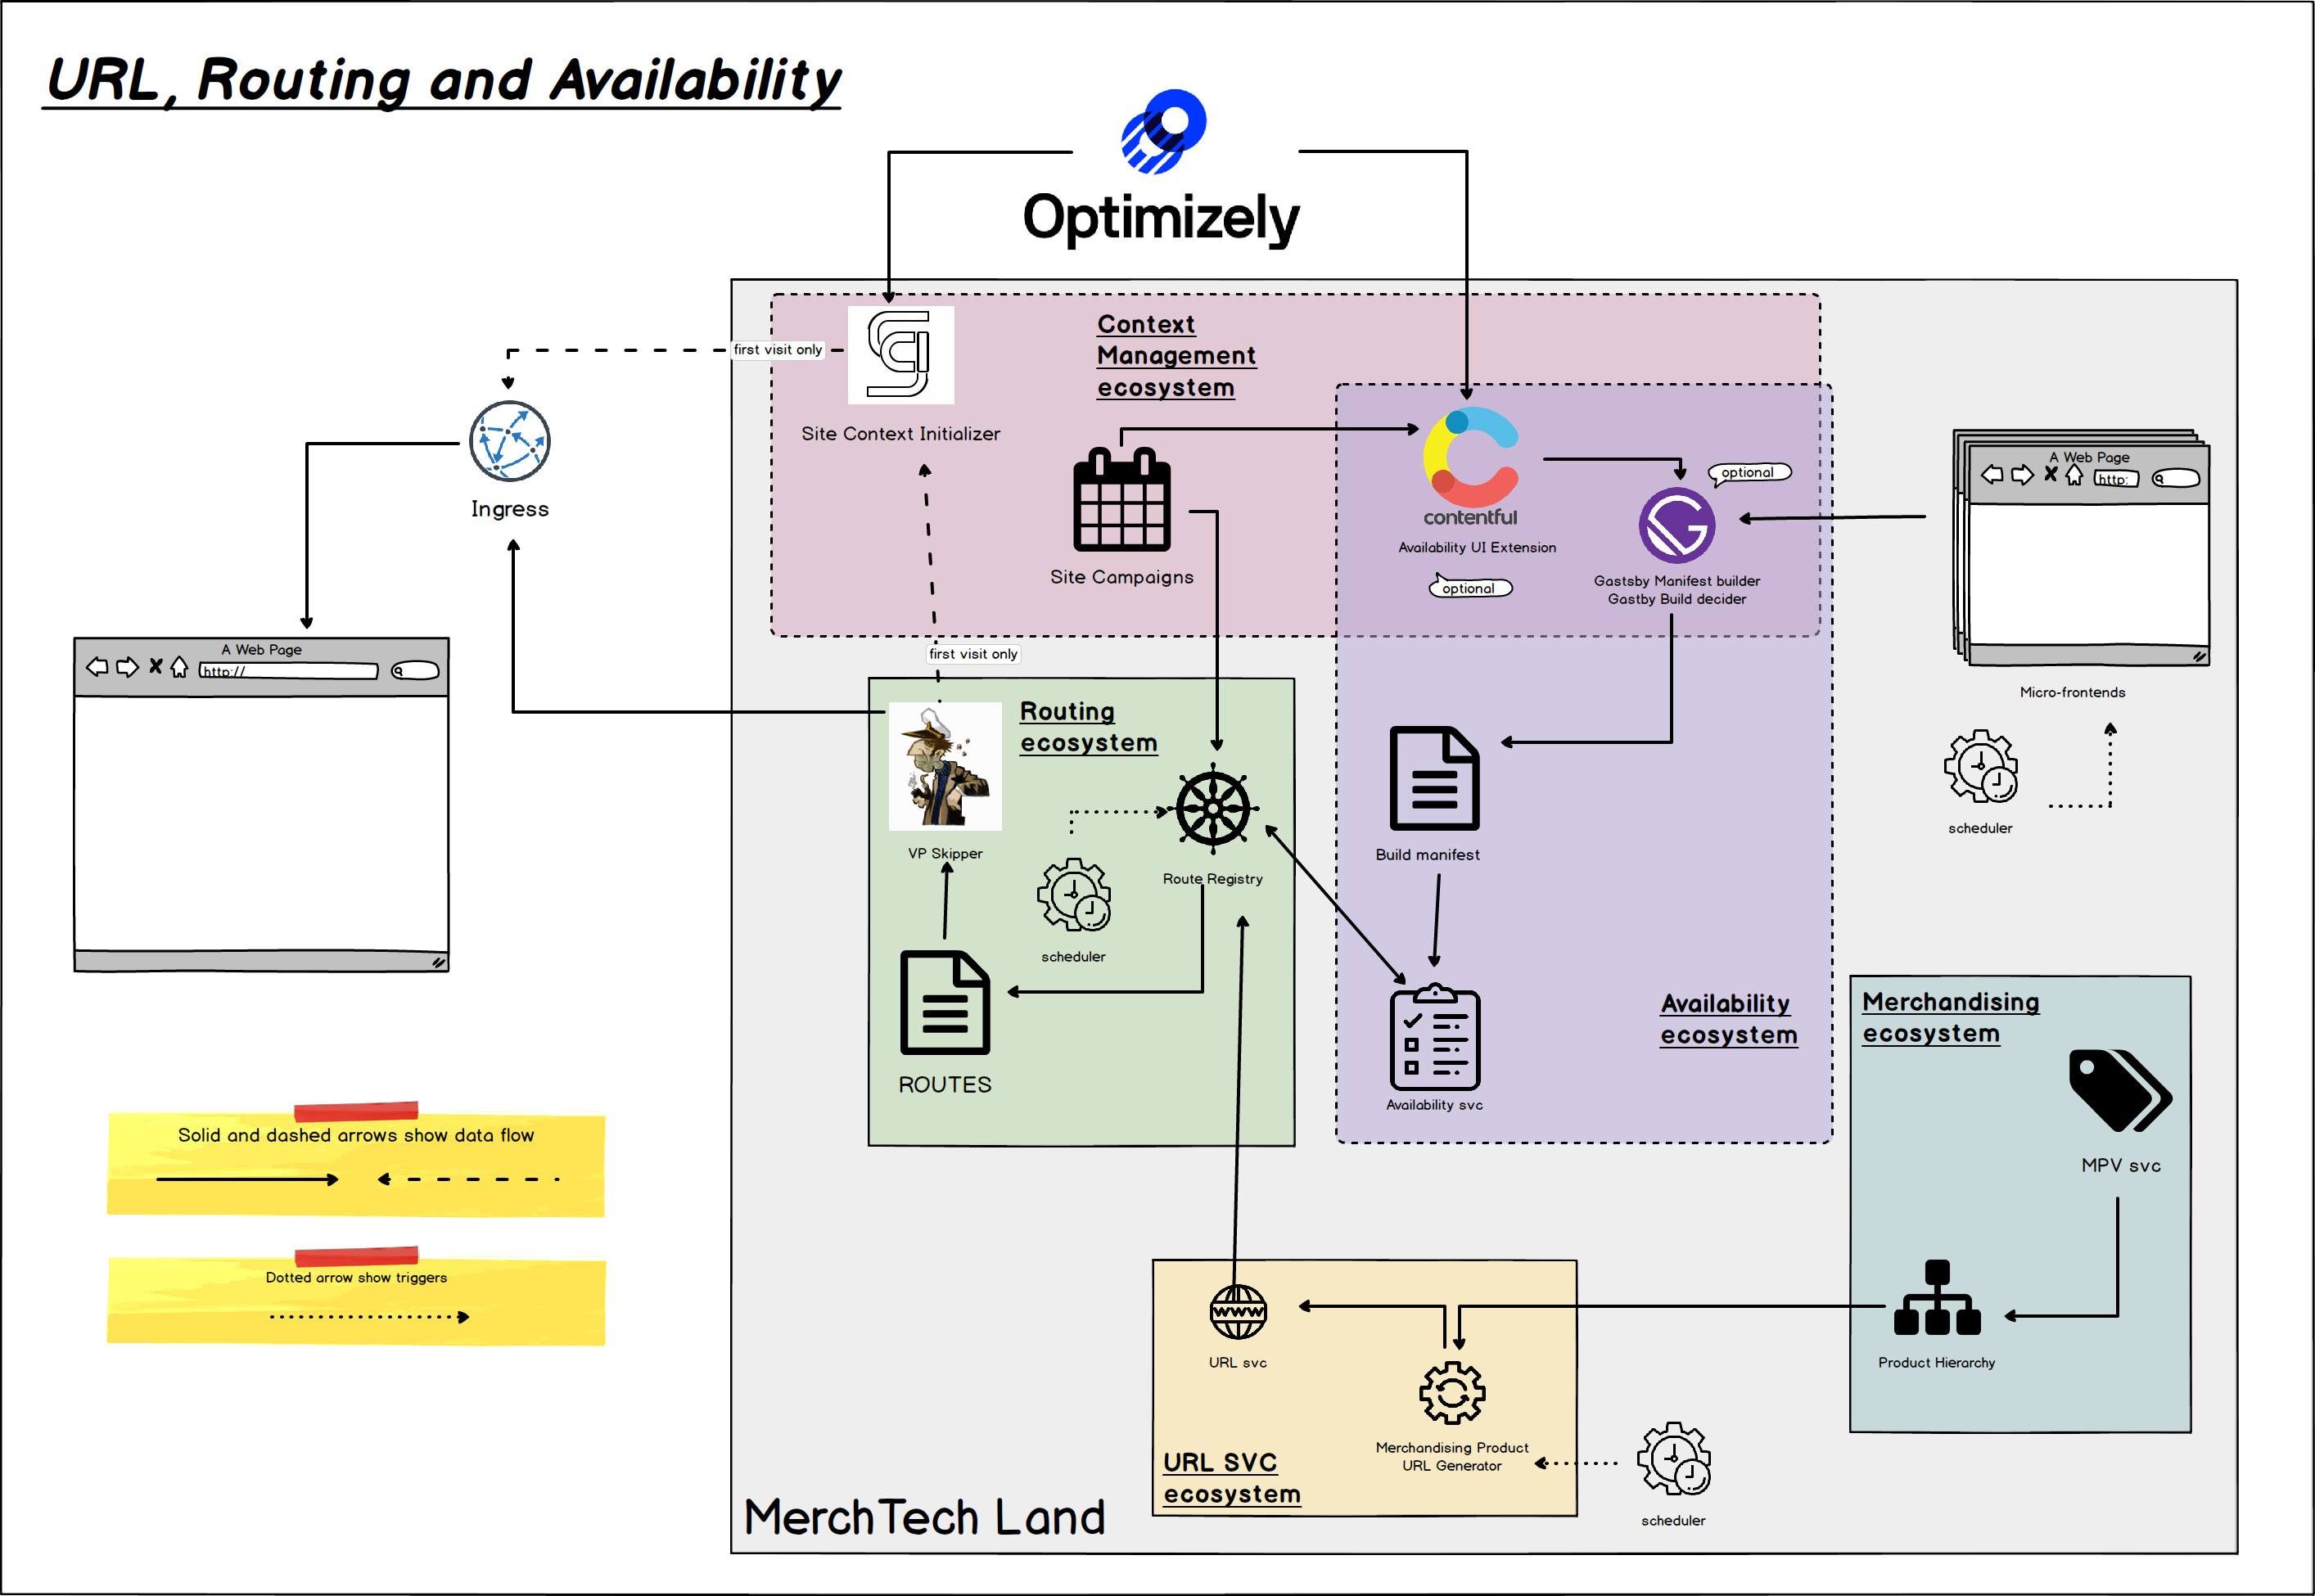 URL, Routing and Availability
Optimizely
first visit only
Site Context Initializer
Context
Management
ecosystem
Site Campaigns
contentful
Availability UI Extension
optional
optional
Gastsby Manifest builder
Gastby Build decider
A Web Page
http:
Micro-frontends
scheduler
Ingress
A Web Page
http://
first visit only
Routing
ecosystem
VP Skipper
scheduler
Route Registry
ROUTES
Build manifest
Availability svc
Availability
ecosystem
Merchandising
ecosystem
MPV svc
Product Hierarchy
Solid and dashed arrows show data flow
Dotted arrow show triggers
WWW
URL svc
Merchandising Product
URL Generator
URL SVC
ecosystem
scheduler
MerchTech Land